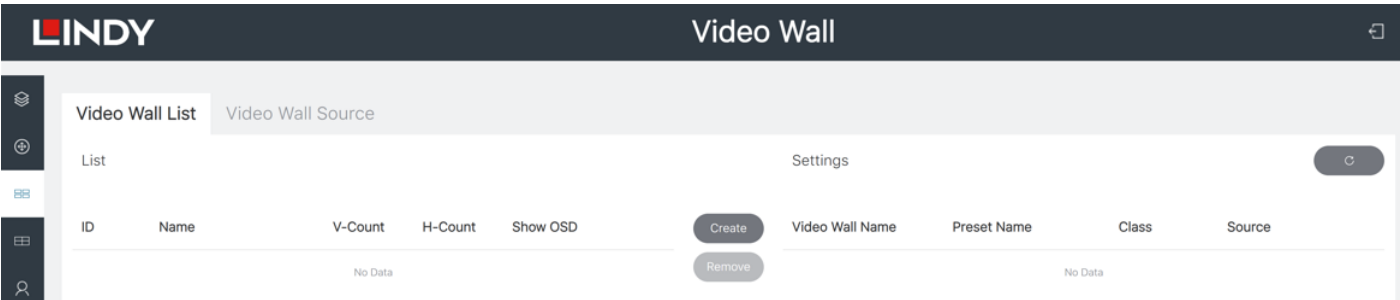 LINDY
Video Wall
Video Wall List
Video Wall Source
List
Settings
ID Name V-Count H-Count Show OSD
Create
Video Wall Name Preset Name Class Source
No Data
Remove
No Data